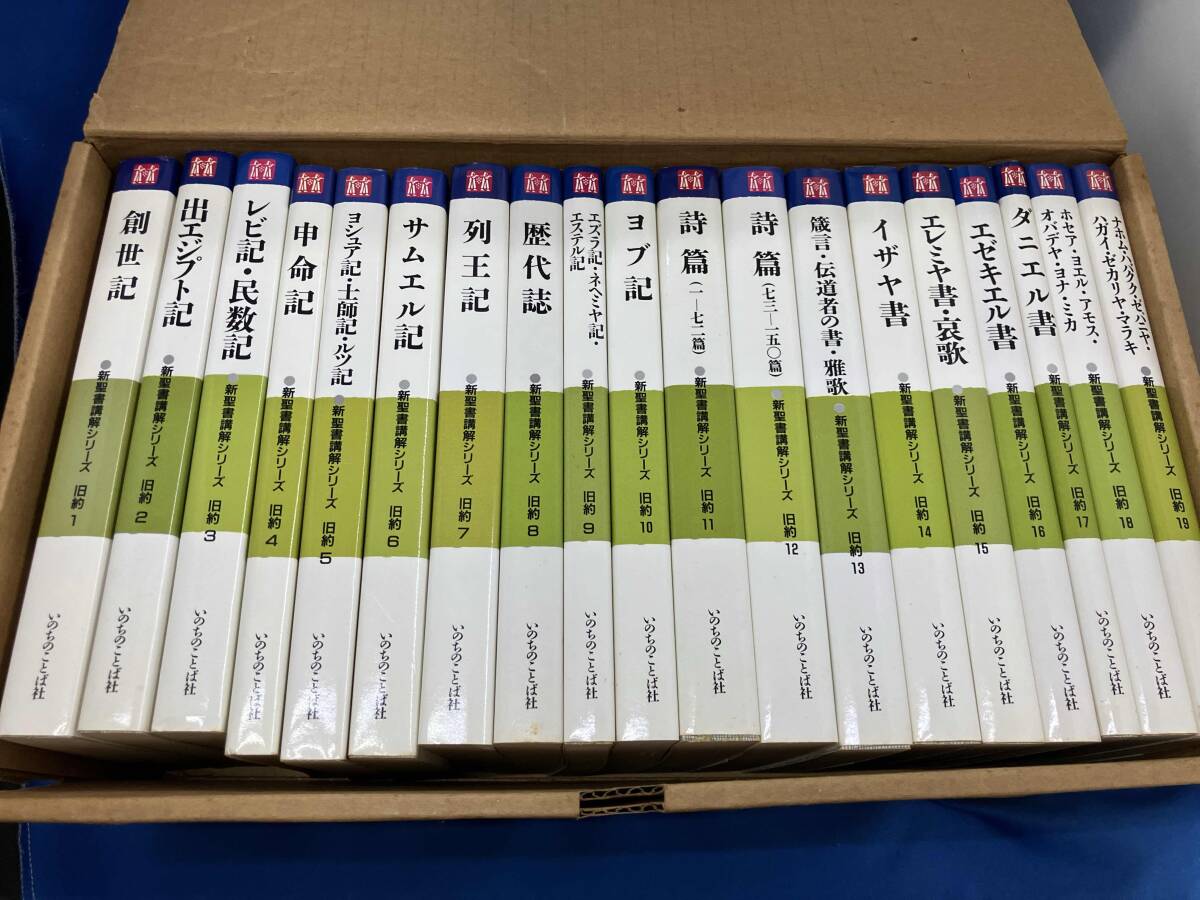 創世記
●新聖書講解シリーズ 旧約1
いのちのことば社
出エジプト記
●新聖書講解シリーズ 旧約2
いのちのことば社
レビ記・民数記
●新聖書講解シリーズ 旧約3
いのちのことば社
申命記
●新聖書講解シリーズ 旧約4
いのちのことば社
ヨシュア記・士師記・ルツ記
●新聖書講解シリーズ 旧約5
いのちのことば社
サムエル記
●新聖書講解シリーズ 旧約6
いのちのことば社
列王記
●新聖書講解シリーズ 旧約7
いのちのことば社
歴代誌
●新聖書講解シリーズ 旧約8
いのちのことば社
エズラ記・ネヘミヤ記・
エステル記
●新聖書講解シリーズ 旧約9
いのちのことば社
ヨブ記
●新聖書講解シリーズ 旧約10
いのちのことば社
詩篇(一―七二篇)
●新聖書講解シリーズ 旧約11
いのちのことば社
詩篇(七三―一五〇篇)
●新聖書講解シリーズ 旧約12
いのちのことば社
箴言・伝道者の書・雅歌
●新聖書講解シリーズ 旧約13
いのちのことば社
イザヤ書
●新聖書講解シリーズ 旧約14
いのちのことば社
エレミヤ書・哀歌
●新聖書講解シリーズ 旧約15
いのちのことば社
エゼキエル書
●新聖書講解シリーズ 旧約16
いのちのことば社
ダニエル書
●新聖書講解シリーズ 旧約17
いのちのことば社
ホセア・ヨエル・アモス・
オバデヤ・ヨナ・ミカ
●新聖書講解シリーズ 旧約18
いのちのことば社
ナホム・ハバクク・ゼパニヤ・
ハガイ・ゼカリヤ・マラキ
●新聖書講解シリーズ 旧約19